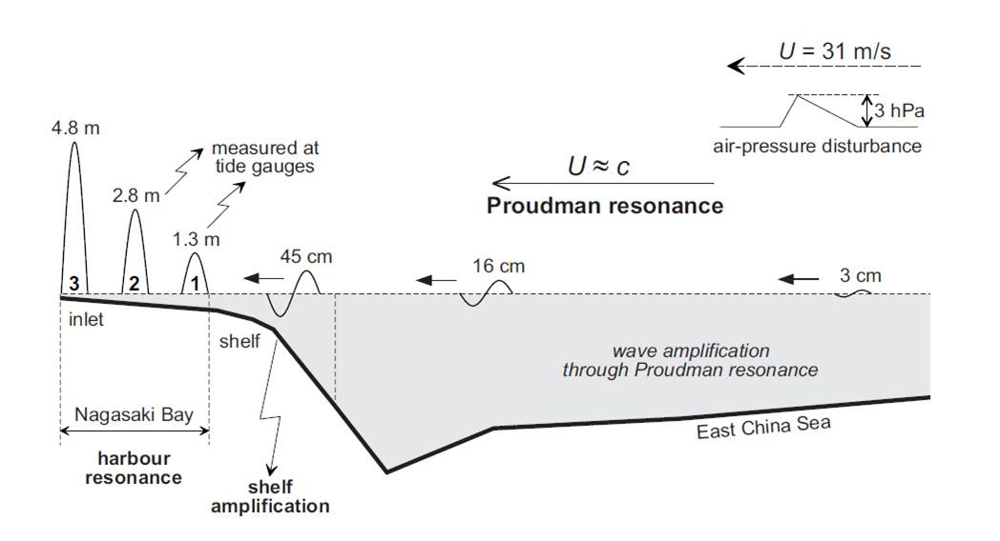 U = 31 m/s
3 hPa
air-pressure disturbance
4.8 m
measured at
tide gauges
U ≈ c
Proudman resonance
2.8 m
1.3 m
45 cm
16 cm
3 cm
3
2
1
inlet
shelf
wave amplification
through Proudman resonance
East China Sea
Nagasaki Bay
harbour
resonance
shelf
amplification